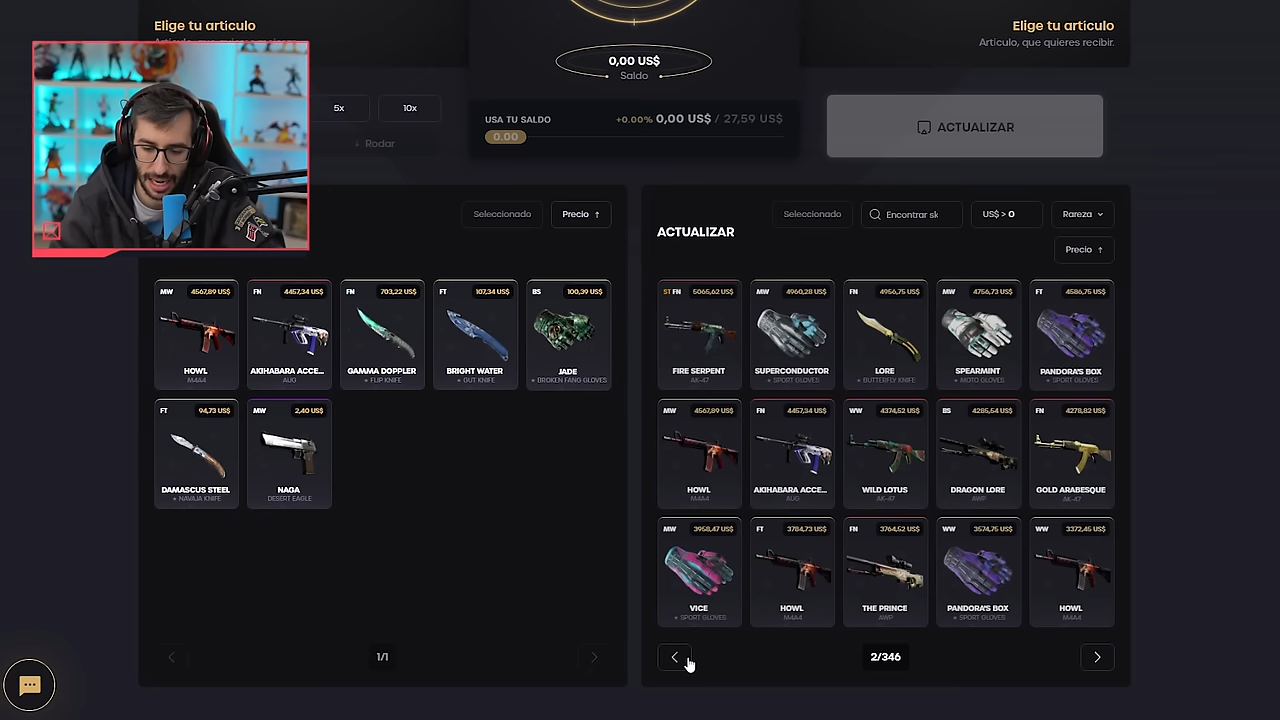 Elige tu articulo
Elige tu articulo
Articulo, que quieres recibir.
0,00 US$
Saldo
5x
10x
Rodar
USA TU SALDO
+0.00% 0,00 US$ / 27,59 US$
0.00
ACTUALIZAR
Seleccionado
Precio ↑
ACTUALIZAR
Seleccionado
Encontrar sk
US$ > 0
Rareza
Precio ↑
MW 4567,89 US$
HOWL
M4A4
FN 4457,34 US$
AKIHABARA ACCE...
AUG
FN 703,22 US$
GAMMA DOPPLER
★ FLIP KNIFE
FT 107,34 US$
BRIGHT WATER
★ GUT KNIFE
BS 100,39 US$
JADE
★ BROKEN FANG GLOVES
FT 94,73 US$
DAMASCUS STEEL
★ NAVAJA KNIFE
MW 2,40 US$
NAGA
DESERT EAGLE
1/1
ST FN 5065,62 US$
FIRE SERPENT
AK-47
MW 4960,28 US$
SUPERCONDUCTOR
★ SPORT GLOVES
FN 4956,75 US$
LORE
★ BUTTERFLY KNIFE
MW 4756,73 US$
SPEARMINT
★ MOTO GLOVES
FT 4586,75 US$
PANDORA'S BOX
★ SPORT GLOVES
MW 4567,89 US$
HOWL
M4A4
FN 4457,34 US$
AKIHABARA ACCE...
AUG
WW 4374,52 US$
WILD LOTUS
AK-47
BS 4285,54 US$
DRAGON LORE
AWP
FN 4278,82 US$
GOLD ARABESQUE
AK-47
MW 3958,47 US$
VICE
★ SPORT GLOVES
FT 3784,73 US$
HOWL
M4A4
FN 3764,52 US$
THE PRINCE
AWP
WW 3574,75 US$
PANDORA'S BOX
★ SPORT GLOVES
WW 3372,45 US$
HOWL
M4A4
2/346